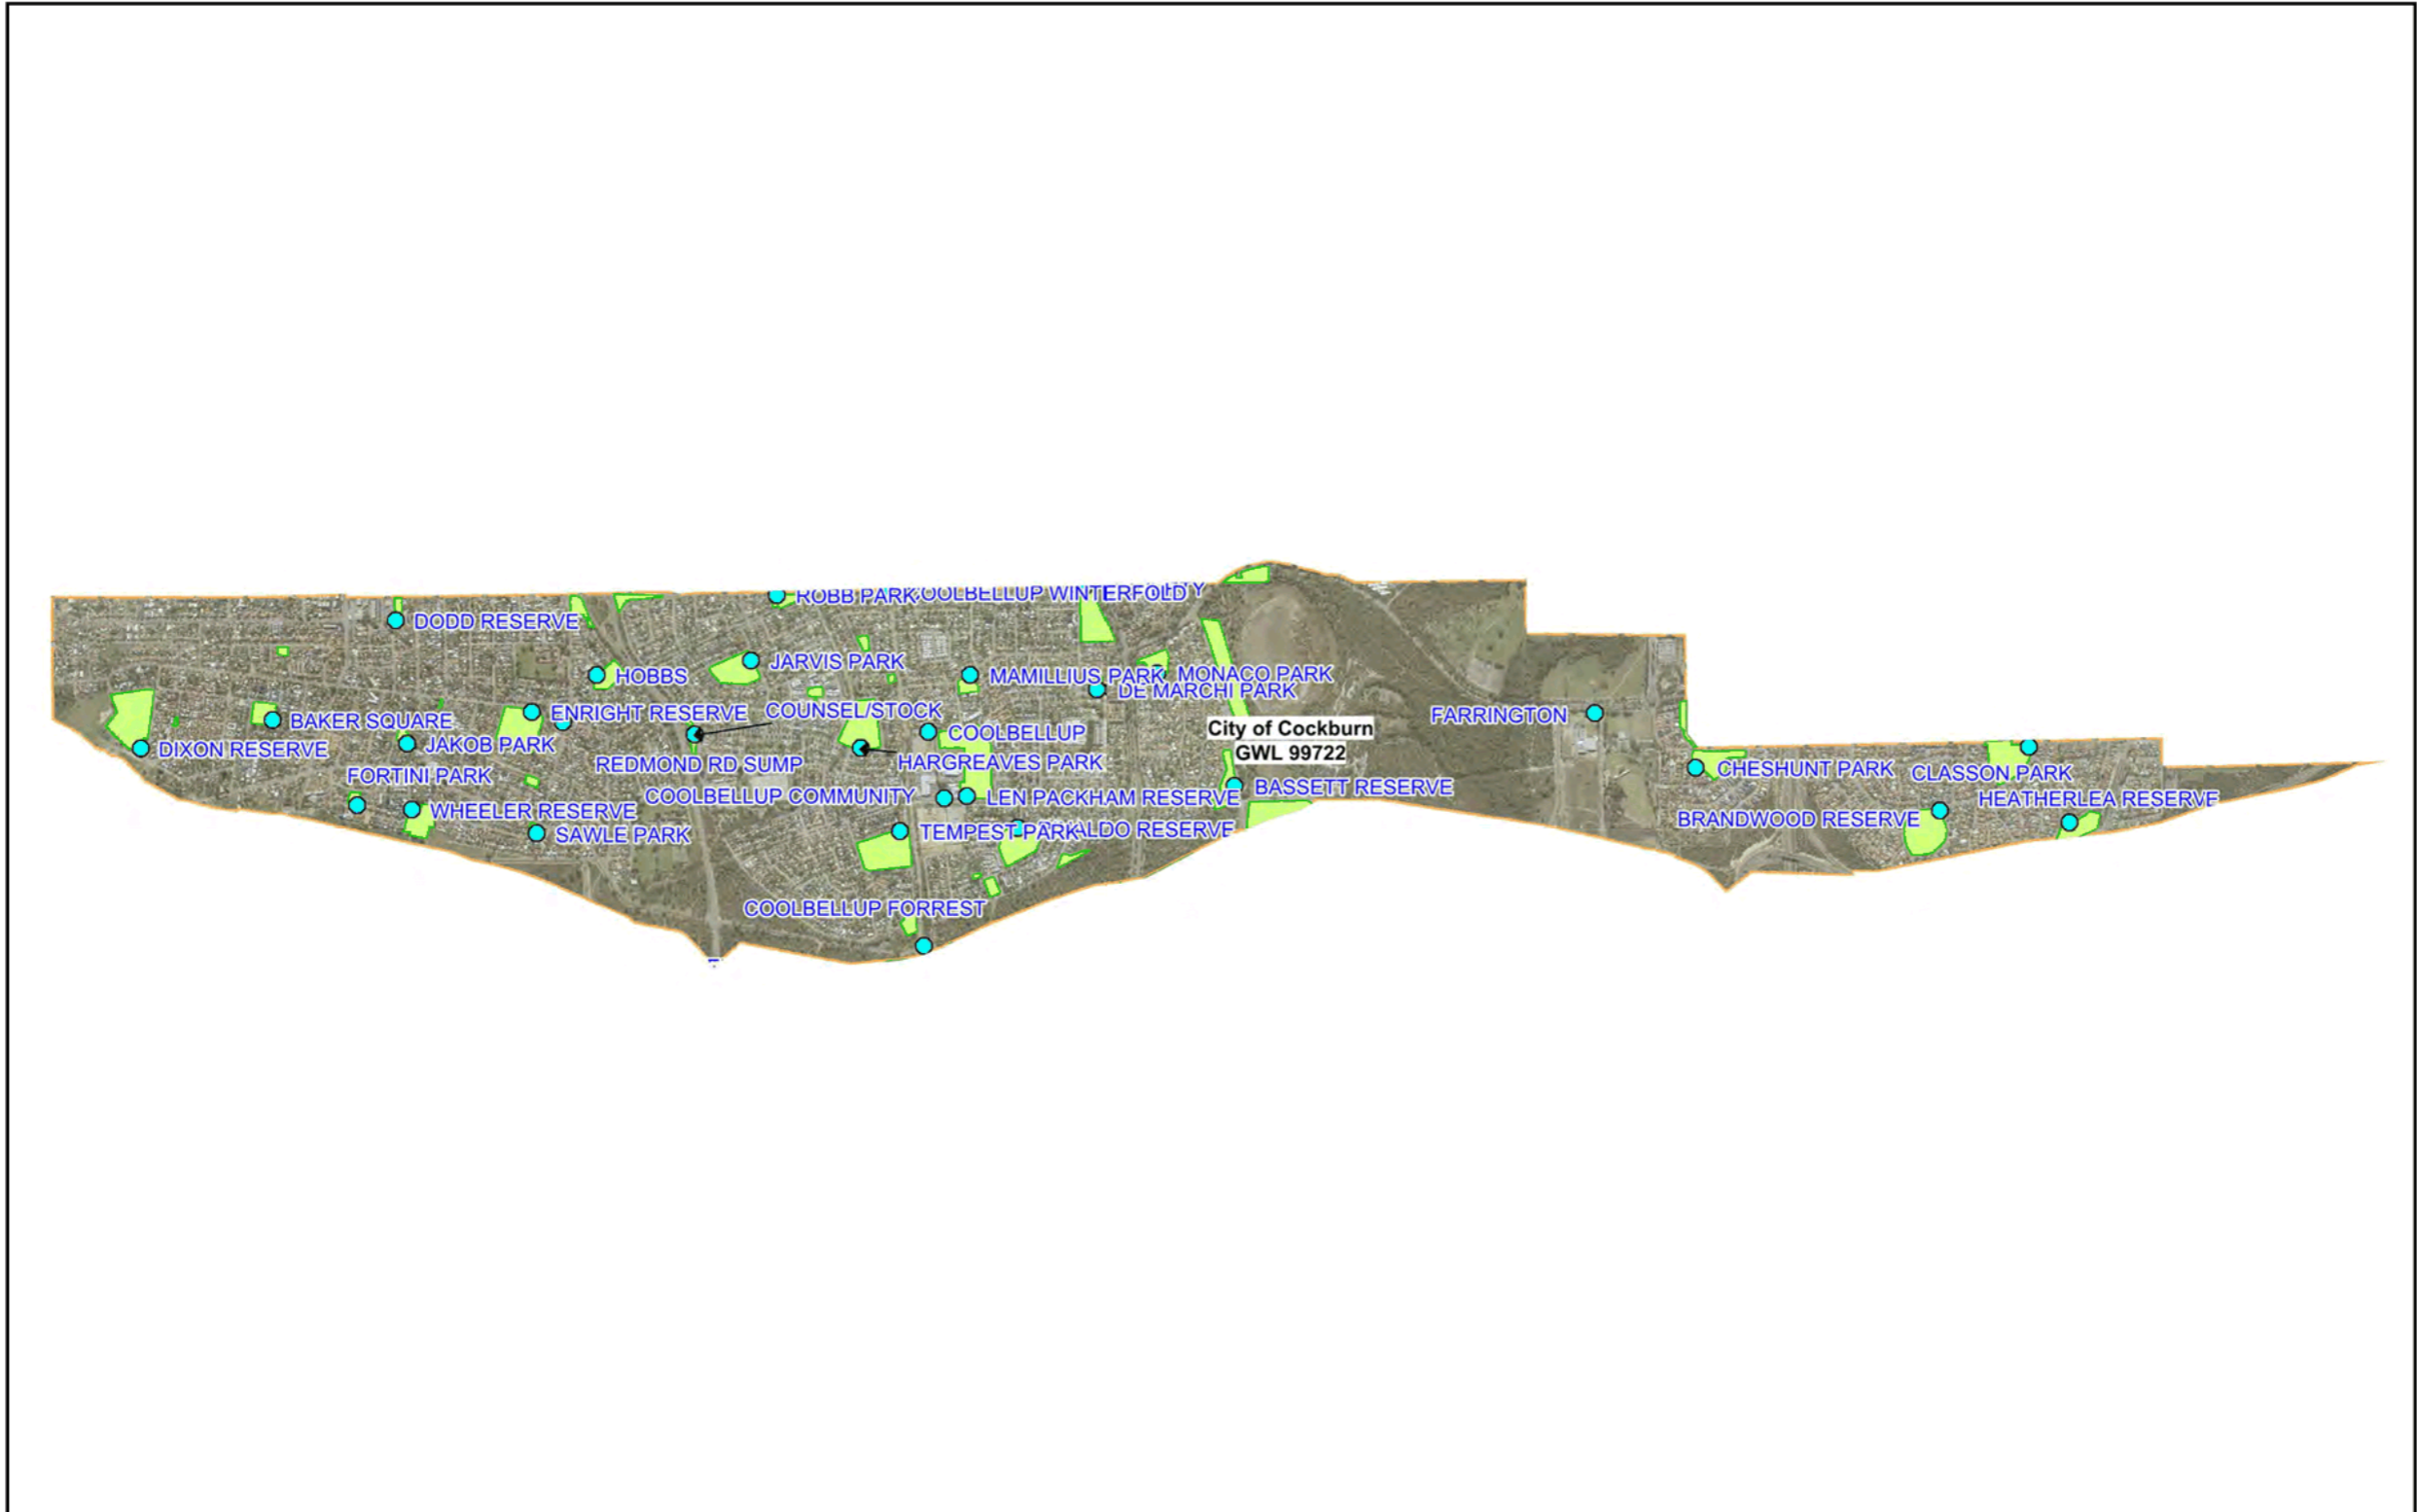 ROBB PARK
COOLBELLUP WINTERFOLD
DODD RESERVE
JARVIS PARK
HOBBS
MAMILLIUS PARK
MONACO PARK
DE MARCHI PARK
BAKER SQUARE
ENRIGHT RESERVE
COUNSEL/STOCK
FARRINGTON
City of Cockburn
GWL 99722
COOLBELLUP
DIXON RESERVE
JAKOB PARK
REDMOND RD SUMP
HARGREAVES PARK
CHESHUNT PARK
CLASSON PARK
FORTINI PARK
BASSETT RESERVE
COOLBELLUP COMMUNITY
LEN PACKHAM RESERVE
HEATHERLEA RESERVE
WHEELER RESERVE
BRANDWOOD RESERVE
SAWLE PARK
TEMPEST PARK
RESERVE
COOLBELLUP FORREST